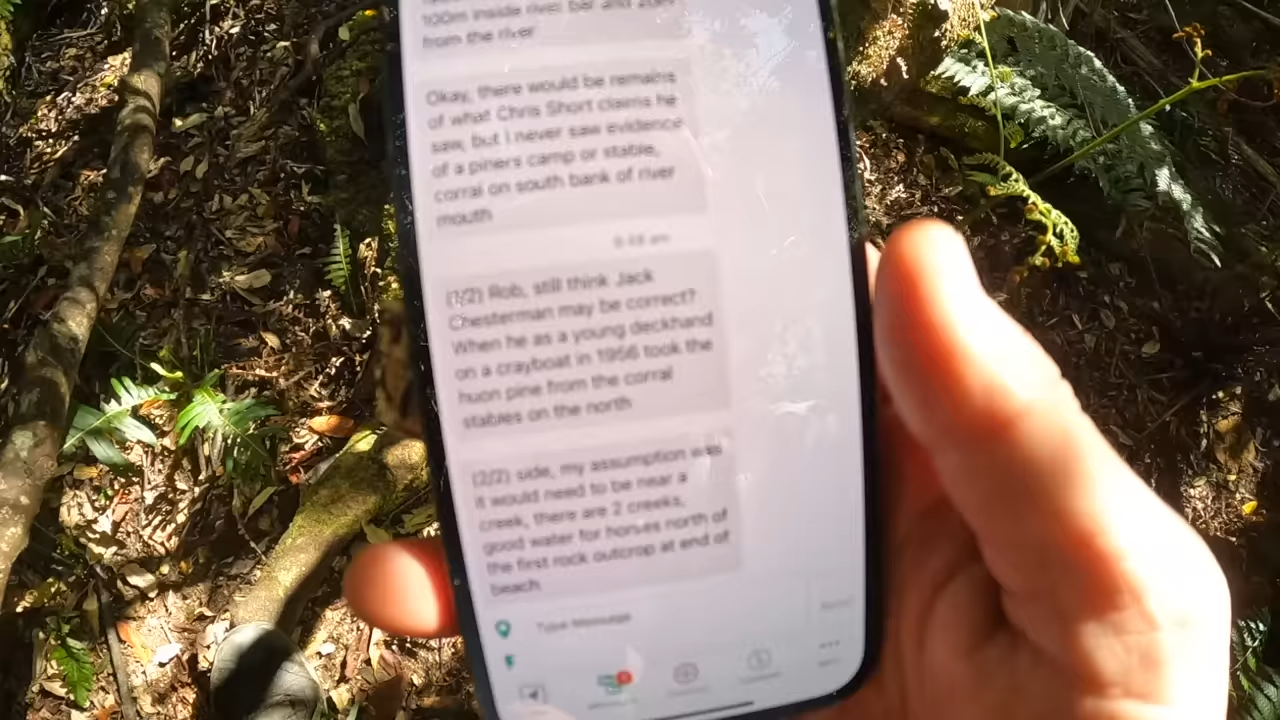 100m inside river bar and 20m
from the river
Okay, there would be remains
of what Chris Short claims he
saw, but I never saw evidence
of a piners camp or stable,
corral on south bank of river
mouth
(1/2) Rob, still think Jack
Chesterman may be correct?
When he as a young deckhand
on a crayboat in 1956 took the
huon pine from the corral
stables on the north
(2/2) side, my assumption was
it would need to be near a
creek, there are 2 creeks,
good water for horses north of
the first rock outcrop at end of
beach
Type Message